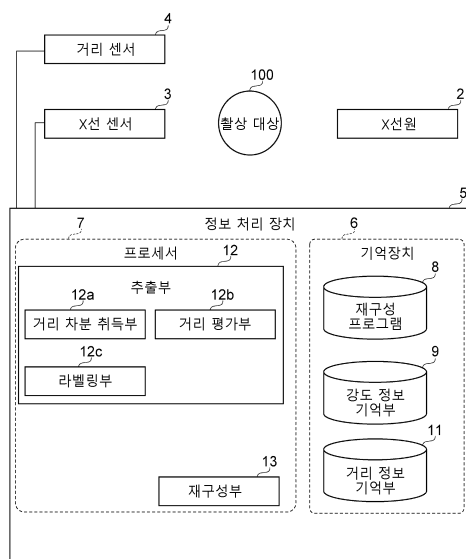 4
거리 센서
3
X선 센서
100
촬상 대상
2
X선원
5
정보 처리 장치
7
프로세서
12
추출부
12a
거리 차분 취득부
12b
거리 평가부
12c
라벨링부
13
재구성부
6
기억장치
8
재구성
프로그램
9
강도 정보
기억부
11
거리 정보
기억부